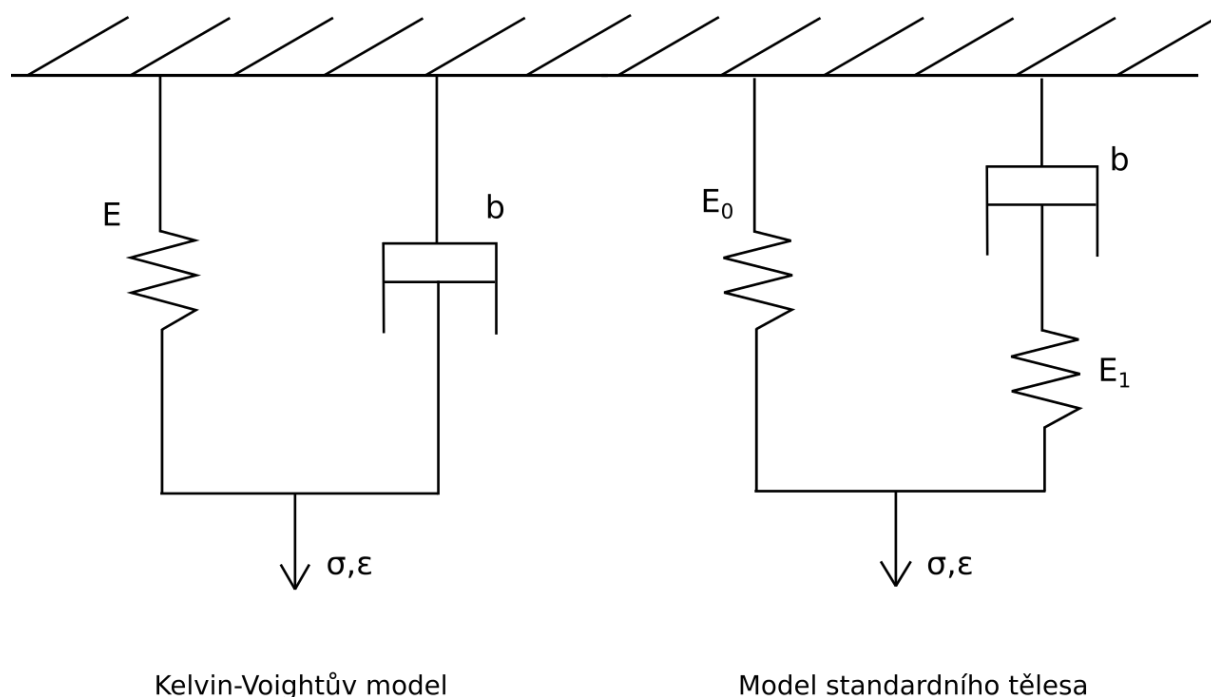 E
b
σ,ε
Kelvin-Voightův model
E₀
b
E₁
σ,ε
Model standardního tělesa